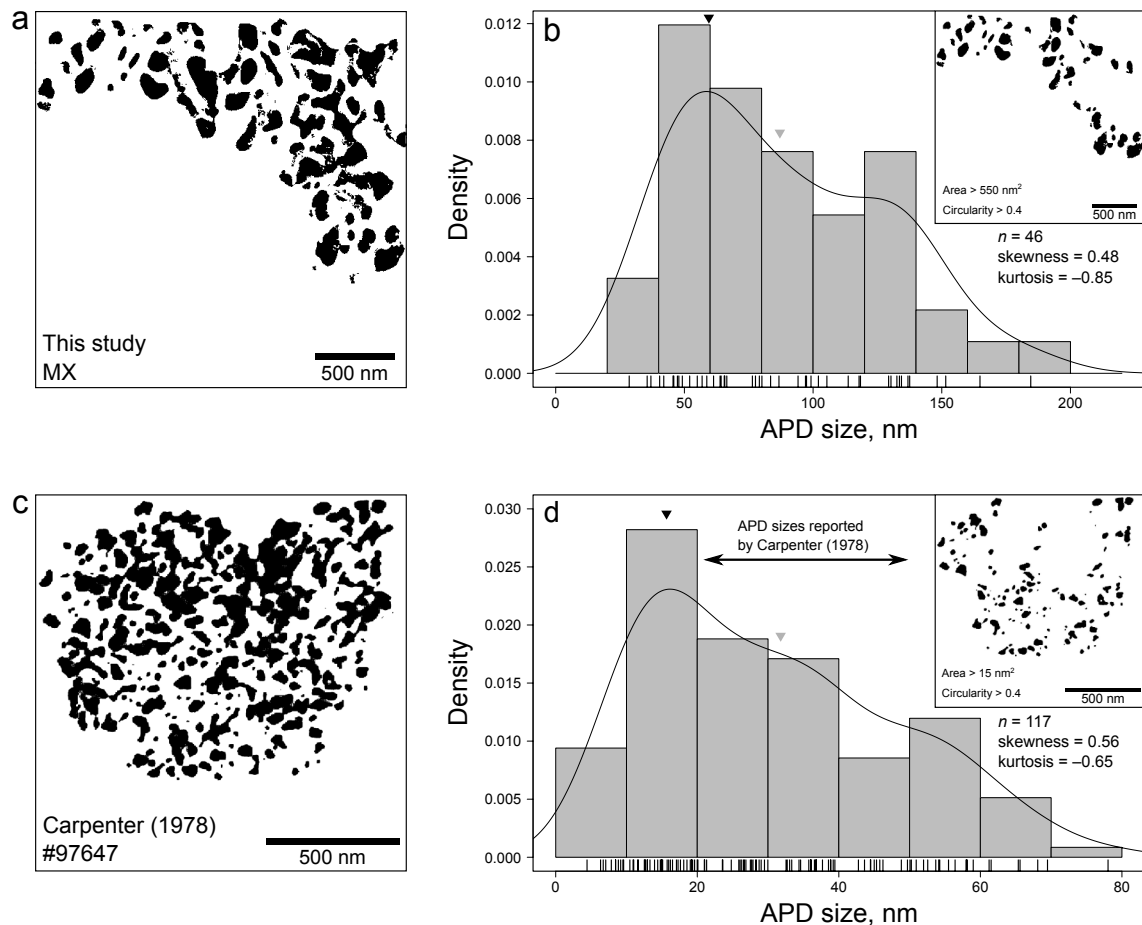 a
This study
MX
500 nm
b
Density
0.012
0.010
0.008
0.006
0.004
0.002
0.000
0
50
100
150
200
APD size, nm
Area > 550 nm²
Circularity > 0.4
500 nm
n = 46
skewness = 0.48
kurtosis = –0.85
c
Carpenter (1978)
#97647
500 nm
d
Density
0.030
0.025
0.020
0.015
0.010
0.005
0.000
0
20
40
60
80
APD size, nm
APD sizes reported
by Carpenter (1978)
Area > 15 nm²
Circularity > 0.4
500 nm
n = 117
skewness = 0.56
kurtosis = –0.65